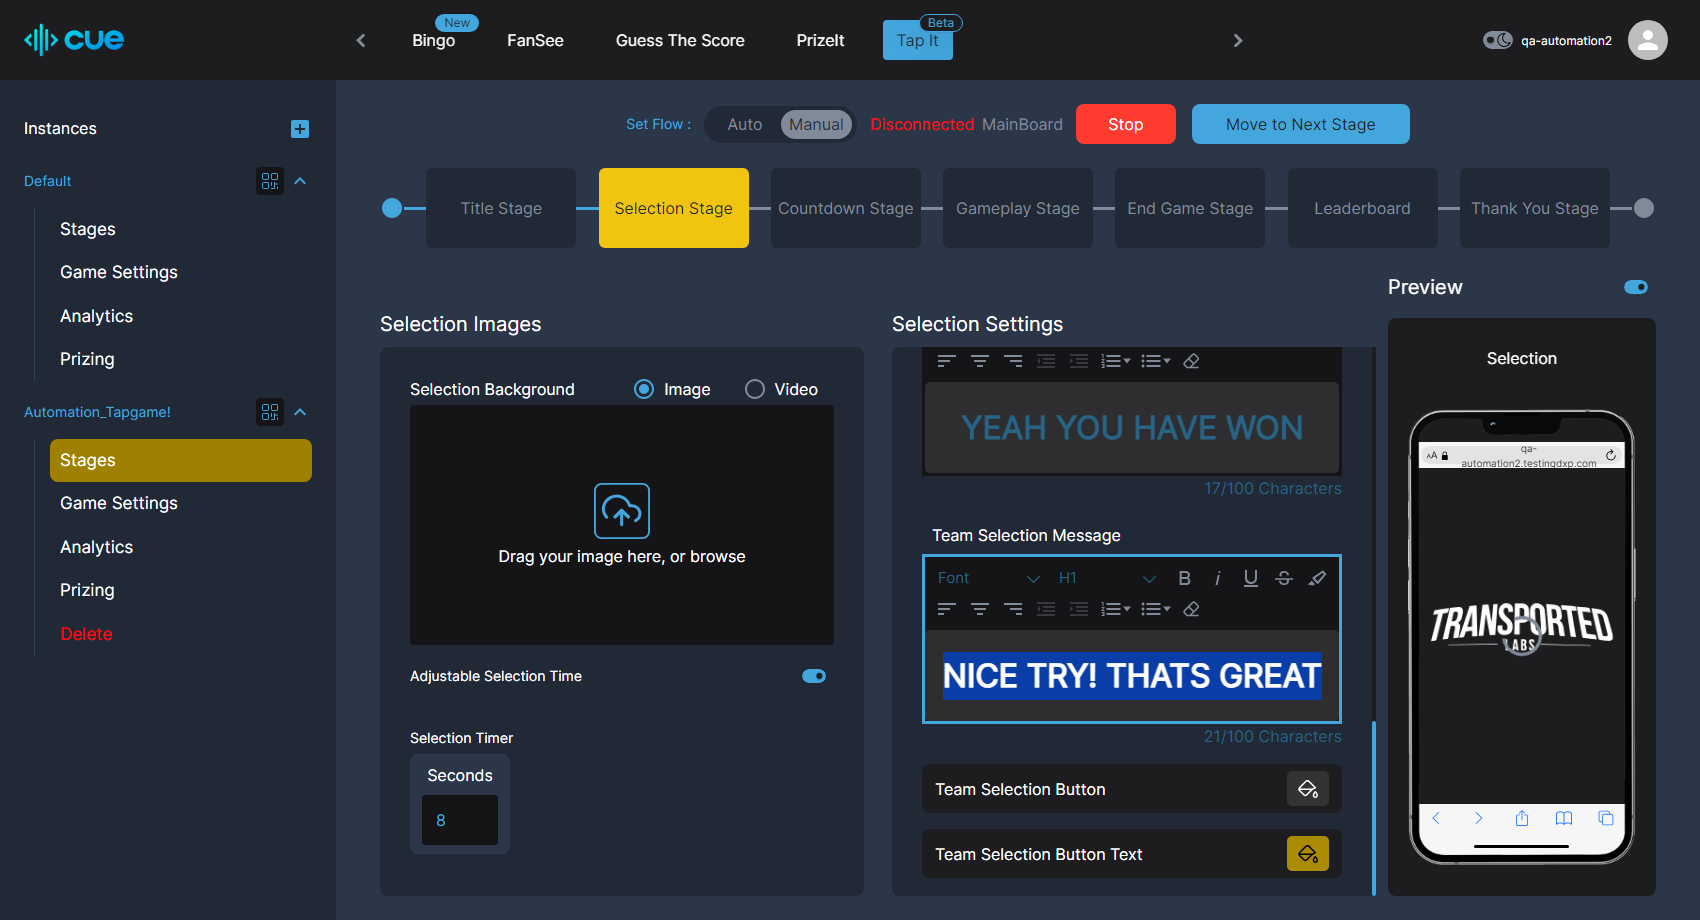 cue
New
Bingo
FanSee
Guess The Score
PrizeIt
Beta
Tap It
qa-automation2
Instances
Default
Stages
Game Settings
Analytics
Prizing
Automation_Tapgame!
Stages
Game Settings
Analytics
Prizing
Delete
Set Flow :
Auto
Manual
Disconnected MainBoard
Stop
Move to Next Stage
Title Stage
Selection Stage
Countdown Stage
Gameplay Stage
End Game Stage
Leaderboard
Thank You Stage
Selection Images
Selection Background
Image
Video
Drag your image here, or browse
Adjustable Selection Time
Selection Timer
Seconds
8
Selection Settings
YEAH YOU HAVE WON
17/100 Characters
Team Selection Message
Font
H1
B
i
U
S
NICE TRY! THATS GREAT
21/100 Characters
Team Selection Button
Team Selection Button Text
Preview
Selection
AA
qa-
automation2.testingdxp.com
TRANSPORTED
LABS